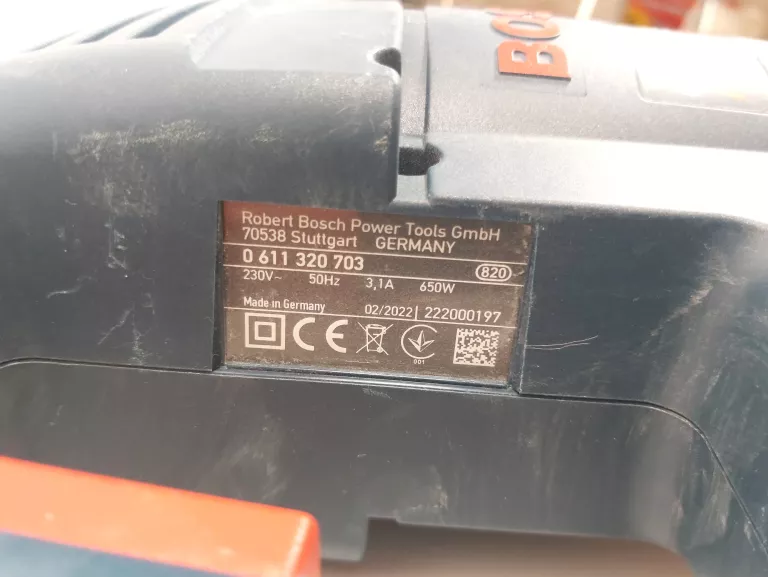 BOS
Robert Bosch Power Tools GmbH
70538 Stuttgart GERMANY
0 611 320 703
820
230V~ 50Hz 3,1A 650W
Made in Germany 02/2022 | 222000197
CE
001